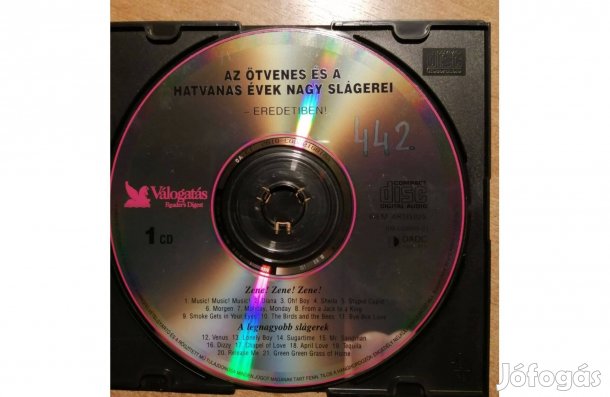 AZ ÖTVENES ÉS A
HATVANAS ÉVEK NAGY SLÁGEREI
– EREDETIBEN!
442.
Válogatás
Reader's Digest
1 CD
COMPACT
disc
DIGITAL AUDIO
DADC
Zene! Zene! Zene!
1. Music! Music! Music! 2. Diana 3. Oh! Boy 4. Sheila 5. Stupid Cupid
6. Morgen 7. Monday, Monday 8. From a Jack to a King
9. Smoke Gets in Your Eyes 10. The Birds and the Bees 11. Bye Bye Love
A legnagyobb slágerek
12. Venus 13. Lonely Boy 14. Sugartime 15. Mr. Sandman
16. Dizzy 17. Chapel of Love 18. April Love 19. Tequila
20. Release Me 21. Green Green Grass of Home
Jófogás